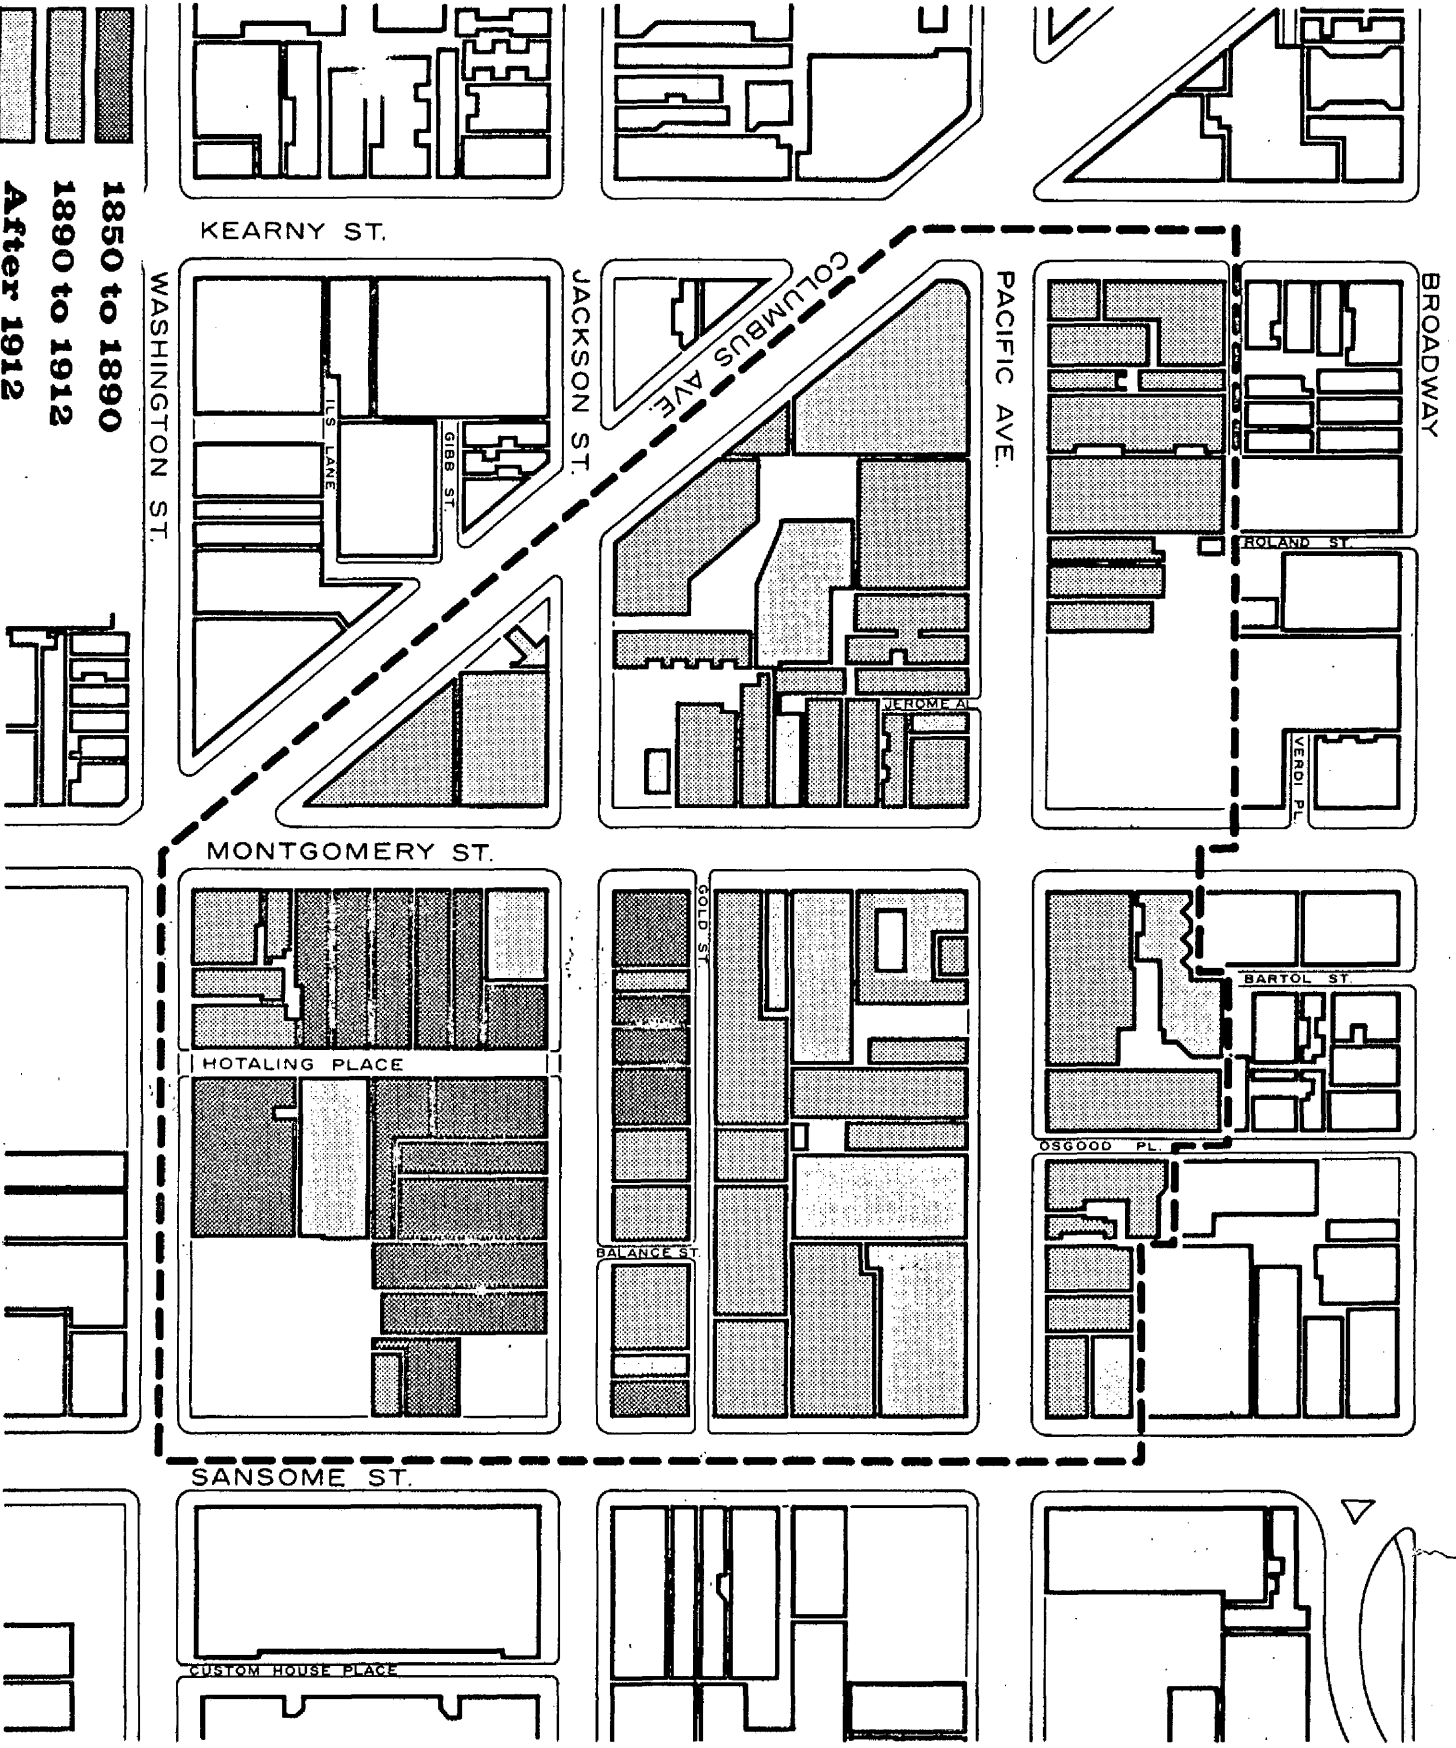 1850 to 1890
1890 to 1912
After 1912
KEARNY ST.
WASHINGTON ST.
JACKSON ST.
COLUMBUS AVE.
PACIFIC AVE.
BROADWAY
ILS LANE
GIBB ST.
ROLAND ST.
JEROME AL
VERDI PL.
MONTGOMERY ST.
GOLD ST.
BARTOL ST.
HOTALING PLACE
OSGOOD PL.
BALANCE ST.
SANSOME ST.
CUSTOM HOUSE PLACE